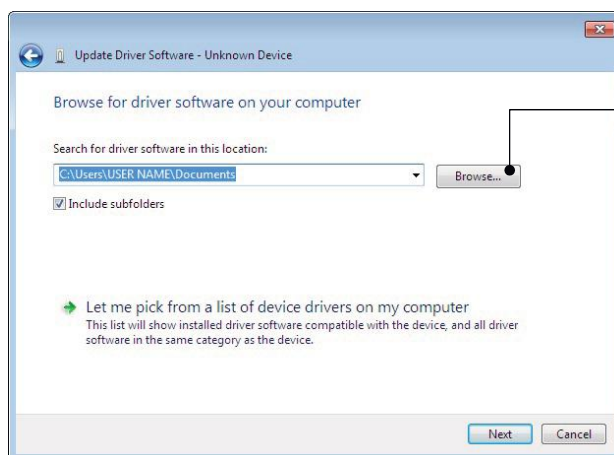 Update Driver Software - Unknown Device
Browse for driver software on your computer
Search for driver software in this location:
C:\Users\USER NAME\Documents
Browse...
Include subfolders
Let me pick from a list of device drivers on my computer
This list will show installed driver software compatible with the device, and all driver
software in the same category as the device.
Next
Cancel